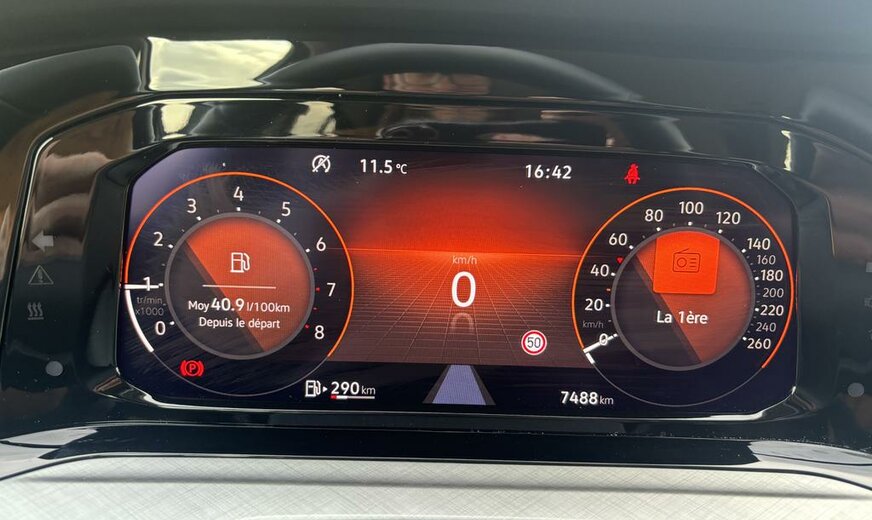 11.5 °C
16:42
0
1
2
3
4
5
6
7
8
tr/min
x1000
Moy 40.9 l/100km
Depuis le départ
km/h
0
50
0
20
40
60
80
100
120
140
160
180
200
220
240
260
km/h
La 1ère
P
290 km
7488 km